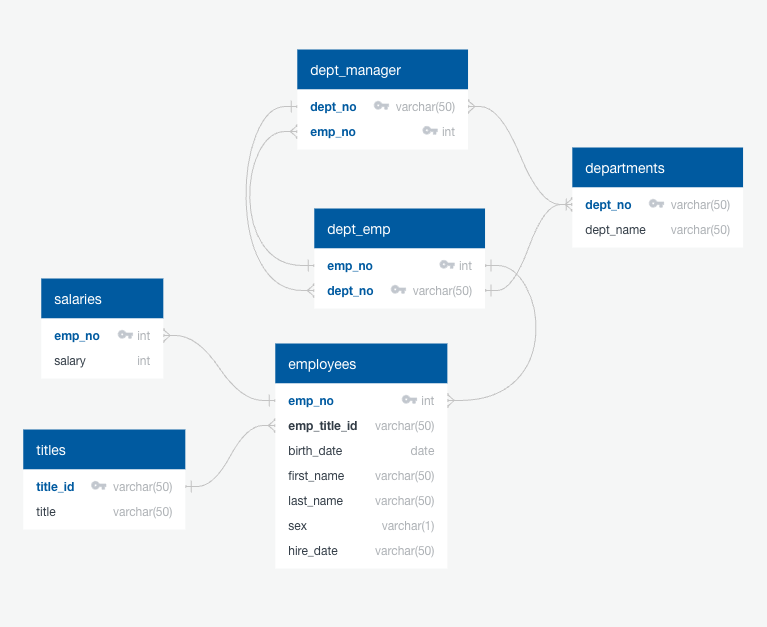 dept_manager
dept_no varchar(50)
emp_no int
departments
dept_no varchar(50)
dept_name varchar(50)
dept_emp
emp_no int
dept_no varchar(50)
salaries
emp_no int
salary int
employees
emp_no int
emp_title_id varchar(50)
birth_date date
first_name varchar(50)
last_name varchar(50)
sex varchar(1)
hire_date varchar(50)
titles
title_id varchar(50)
title varchar(50)